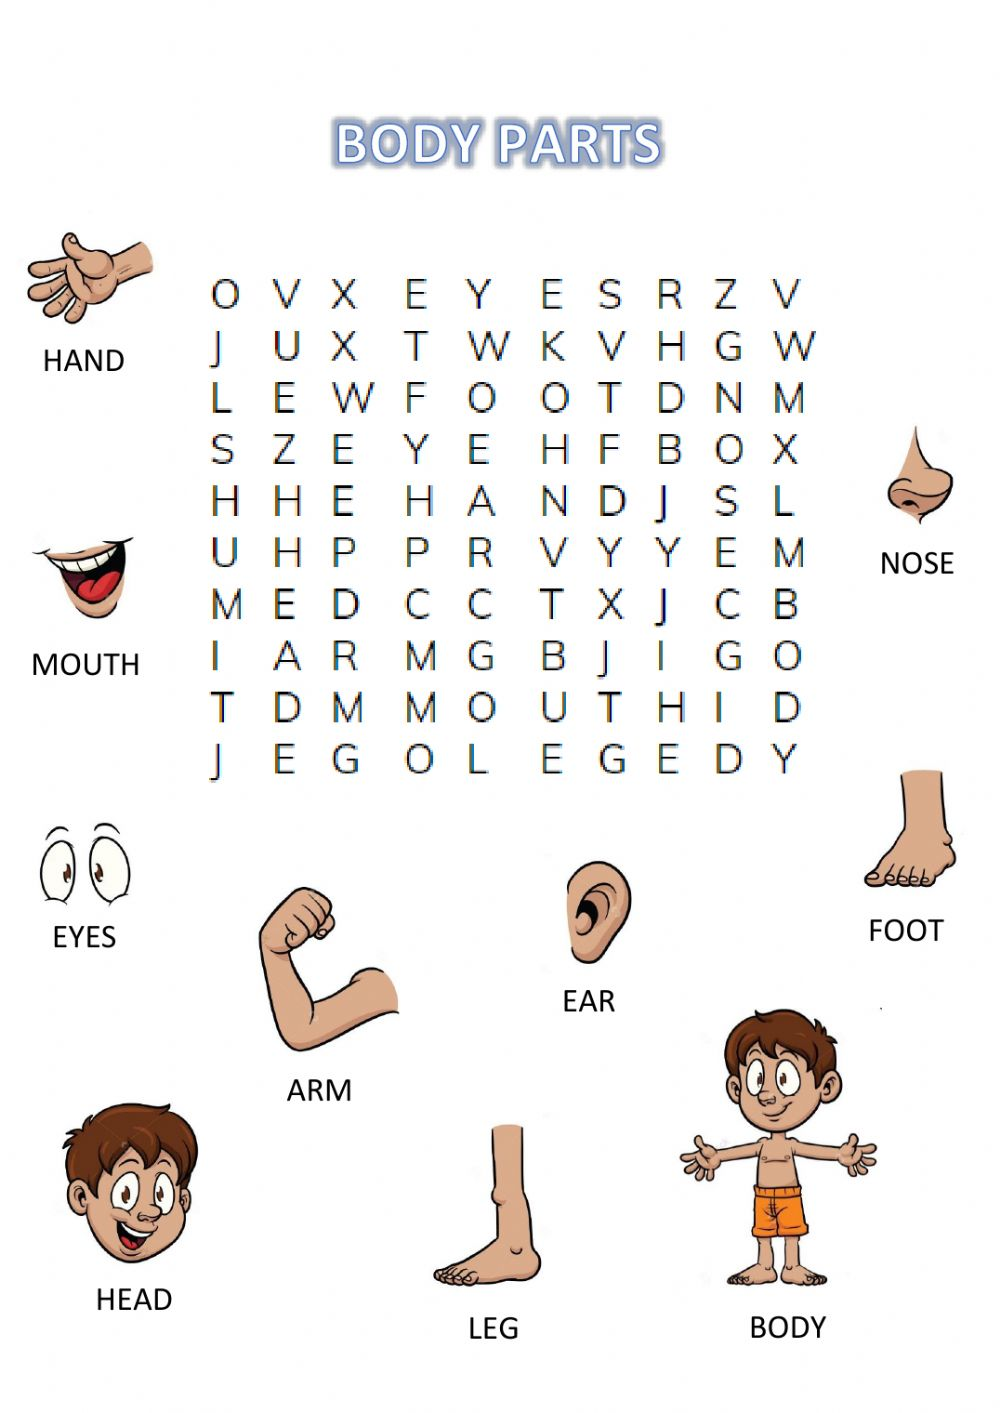 BODY PARTS
HAND
O V X E Y E S R Z V
J U X T W K V H G W
L E W F O O T D N M
S Z E Y E H F B O X
H H E H A N D J S L
U H P P R V Y Y E M
M E D C C T X J C B
I A R M G B J I G O
T D M M O U T H I D
J E G O L E G E D Y
NOSE
MOUTH
EYES
FOOT
EAR
ARM
HEAD
LEG
BODY